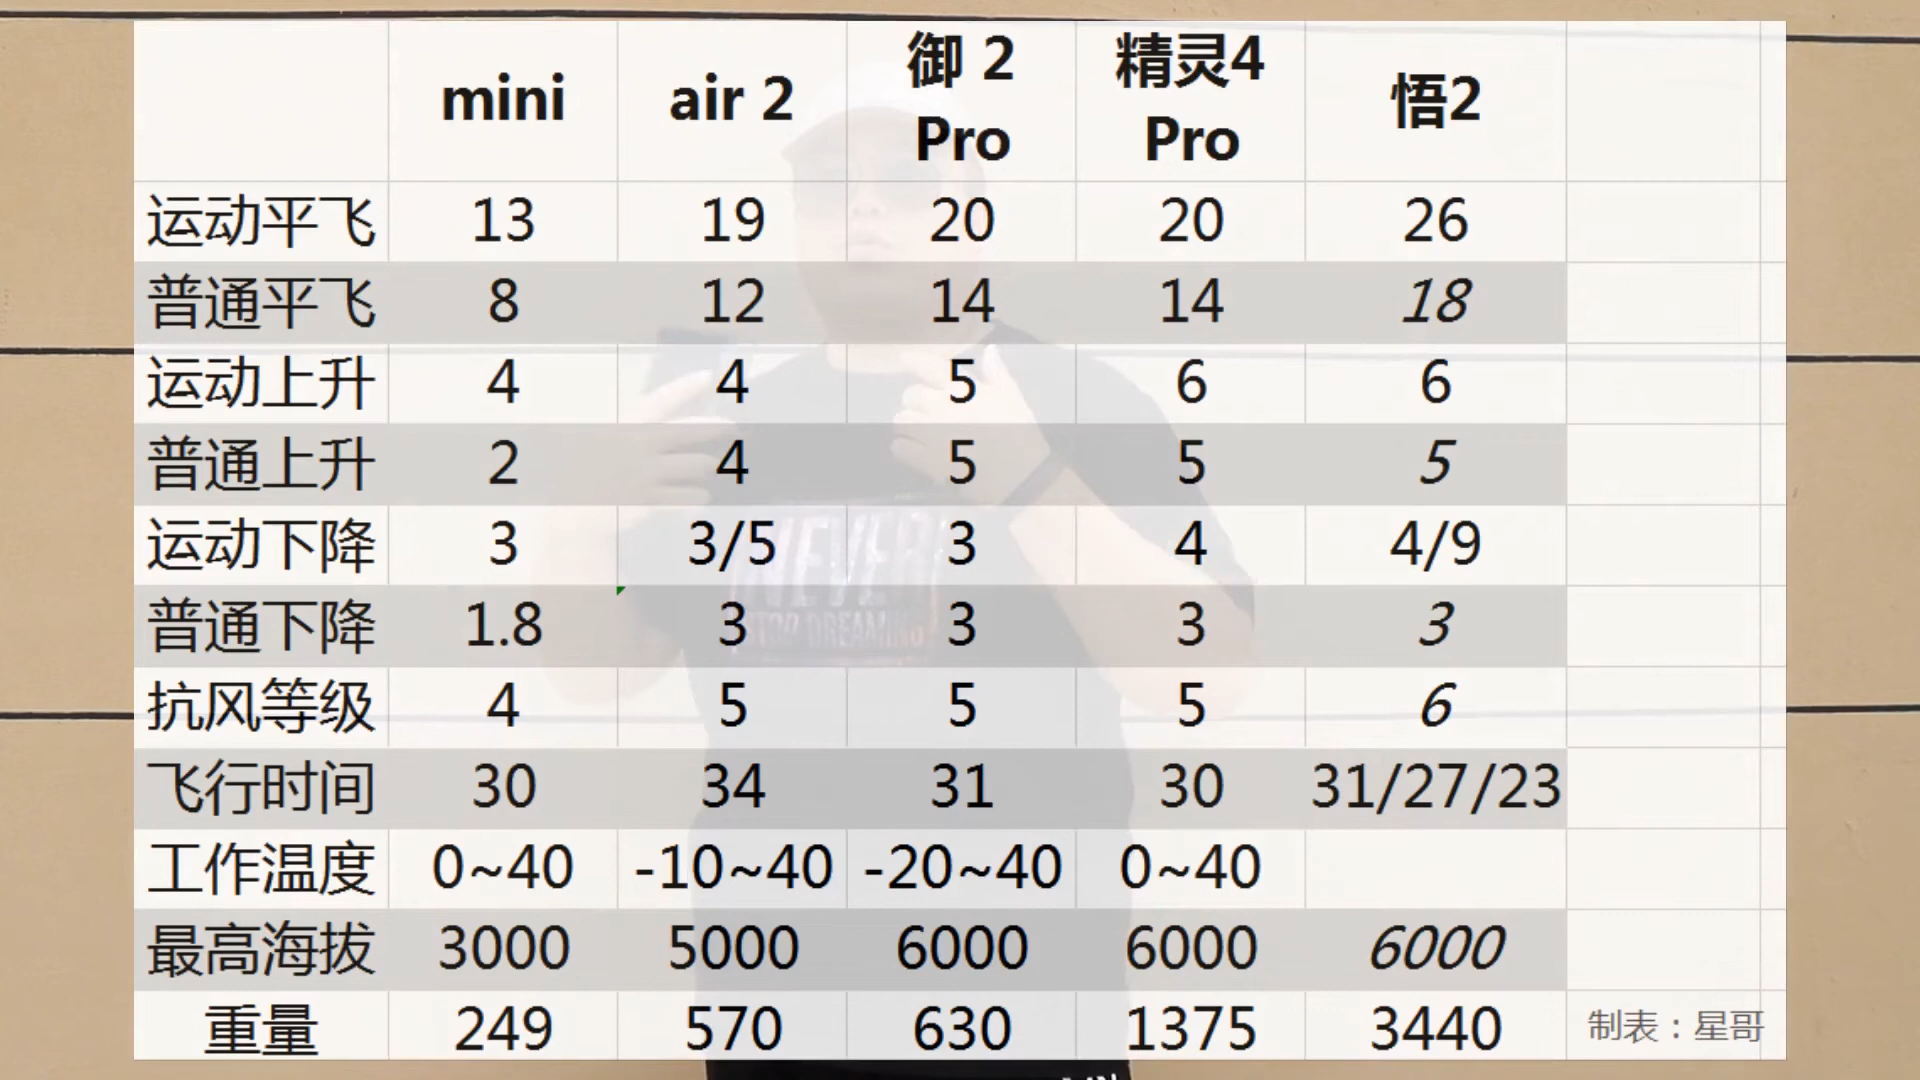 mini air 2 御 2 Pro 精灵4 Pro 悟2
运动平飞 13 19 20 20 26
普通平飞 8 12 14 14 18
运动上升 4 4 5 6 6
普通上升 2 4 5 5 5
运动下降 3 3/5 3 4 4/9
普通下降 1.8 3 3 3 3
抗风等级 4 5 5 5 6
飞行时间 30 34 31 30 31/27/23
工作温度 0~40 -10~40 -20~40 0~40
最高海拔 3000 5000 6000 6000 6000
重量 249 570 630 1375 3440
制表：星哥
NEVER
STOP DREAMING